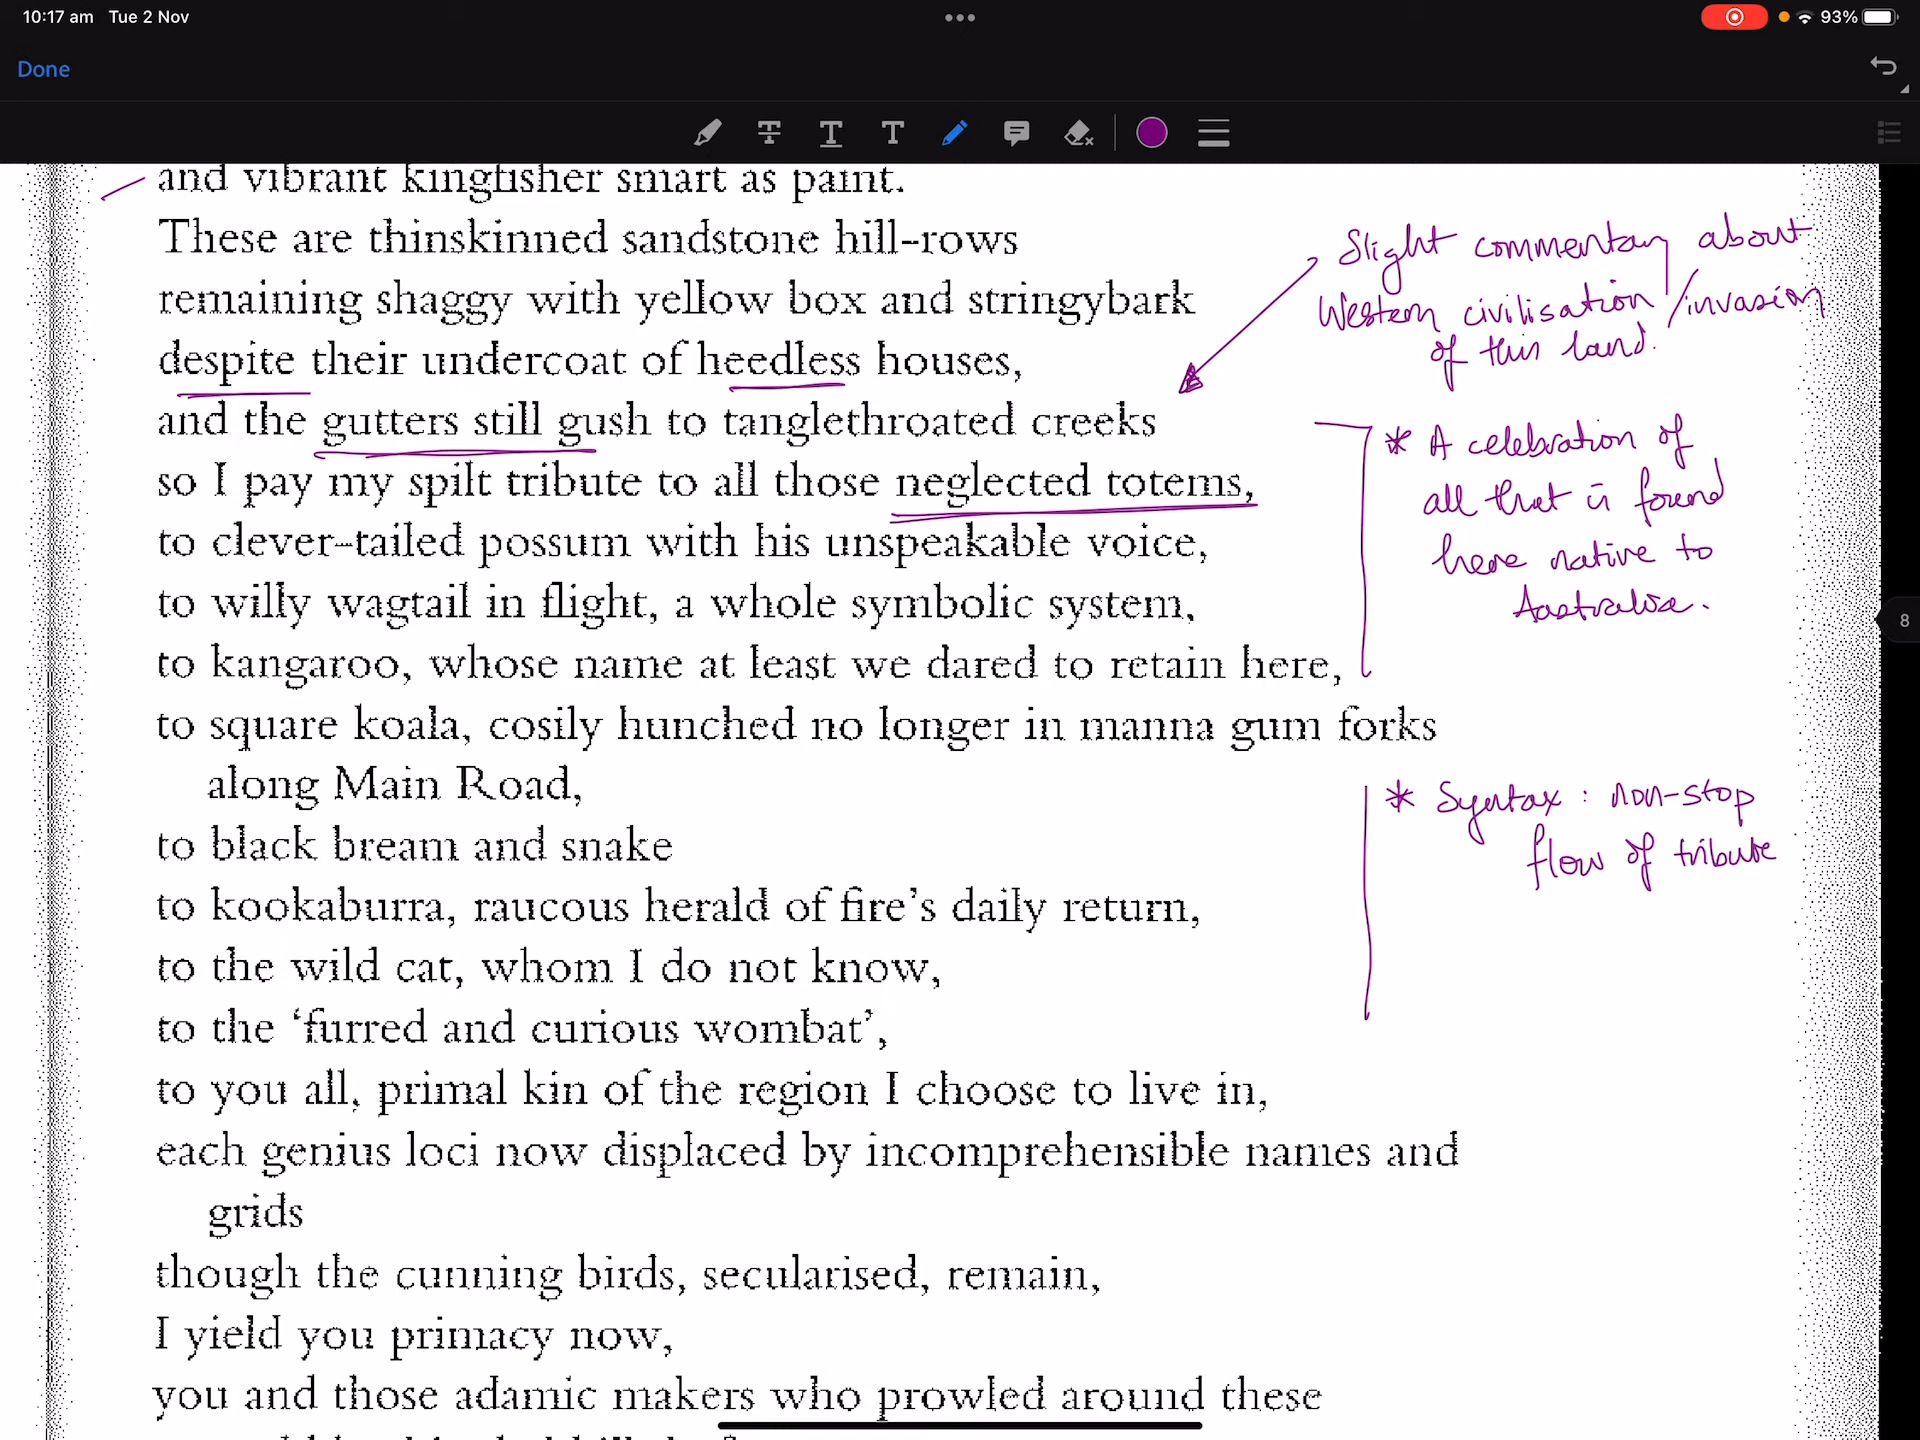 10:17 am Tue 2 Nov
93%
Done
and vibrant kingfisher smart as paint.
These are thinskinned sandstone hill-rows
remaining shaggy with yellow box and stringybark
despite their undercoat of heedless houses,
and the gutters still gush to tanglethroated creeks
so I pay my spilt tribute to all those neglected totems,
to clever-tailed possum with his unspeakable voice,
to willy wagtail in flight, a whole symbolic system,
to kangaroo, whose name at least we dared to retain here,
to square koala, cosily hunched no longer in manna gum forks
along Main Road,
to black bream and snake
to kookaburra, raucous herald of fire's daily return,
to the wild cat, whom I do not know,
to the ‘furred and curious wombat’,
to you all, primal kin of the region I choose to live in,
each genius loci now displaced by incomprehensible names and
grids
though the cunning birds, secularised, remain,
I yield you primacy now,
you and those adamic makers who prowled around these
Slight commentary about
Western civilisation / invasion
of this land.
* A celebration of
all that is found
here native to
Australia.
* Syntax: non-stop
flow of tribute
8